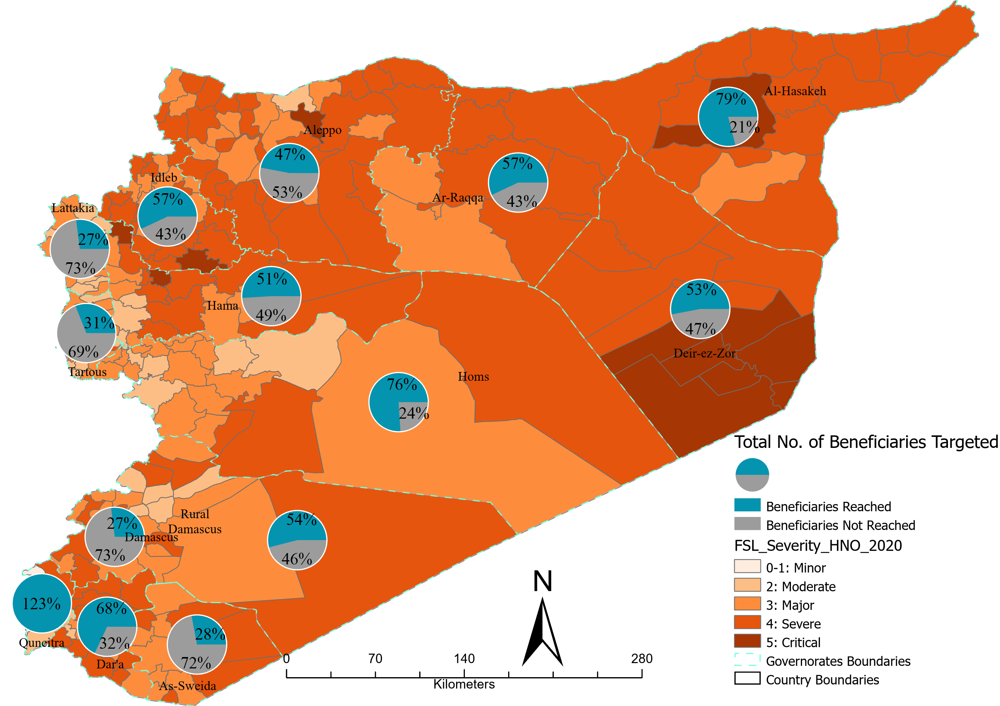 79%
Al-Hasakeh
21%
Aleppo
47%
53%
57%
Ar-Raqqa
43%
Idleb
57%
43%
Lattakia
27%
73%
51%
Hama
49%
53%
47%
Deir-ez-Zor
31%
69%
Tartous
Homs
76%
24%
Rural
Damascus
27%
Damascus
73%
54%
46%
123%
Quneitra
68%
32%
Dar'a
28%
72%
As-Sweida
N
0
70
140
280
Kilometers
Total No. of Beneficiaries Targeted
Beneficiaries Reached
Beneficiaries Not Reached
FSL_Severity_HNO_2020
0-1: Minor
2: Moderate
3: Major
4: Severe
5: Critical
Governorates Boundaries
Country Boundaries